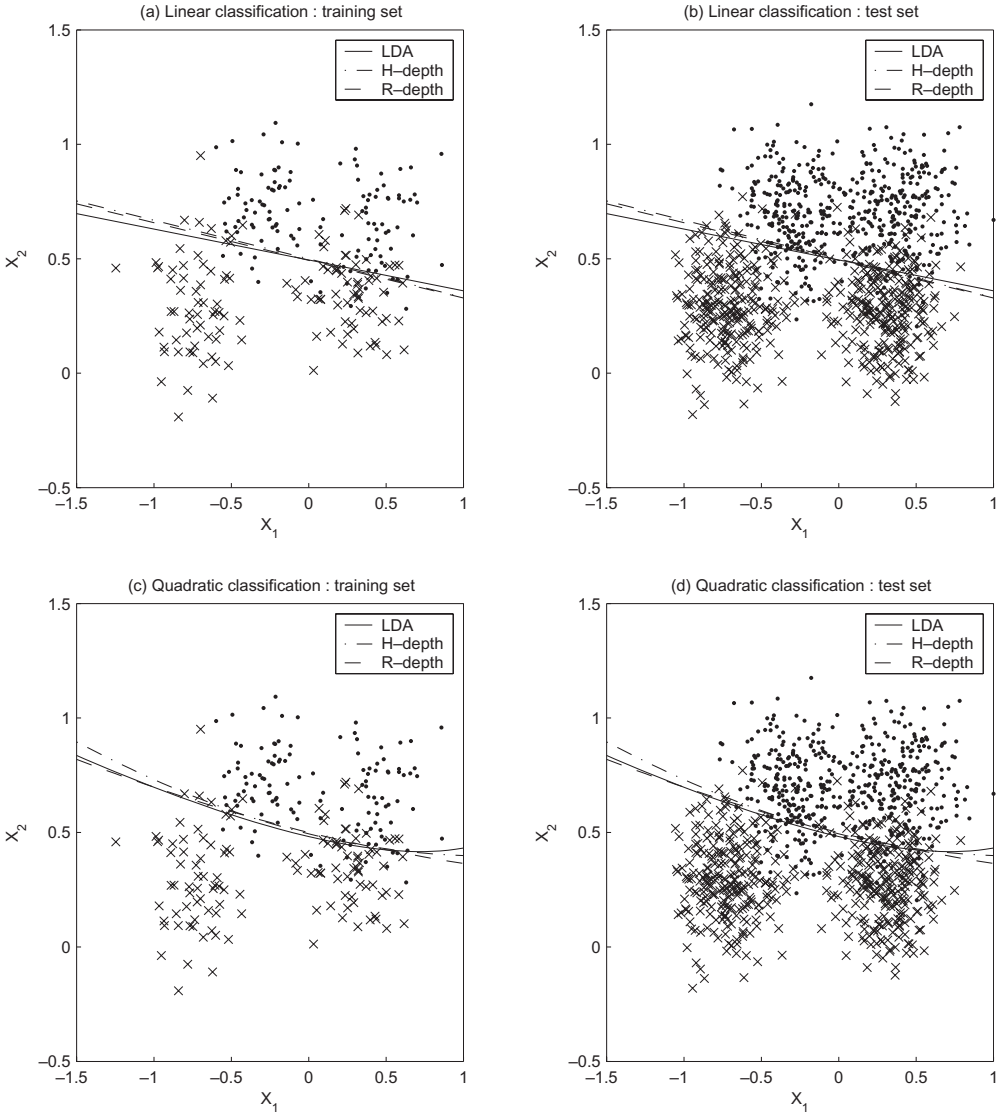 (a) Linear classification : training set
1.5
LDA
H–depth
R–depth
1
0.5
0
–0.5
X2
–1.5
–1
–0.5
0
0.5
1
X1
(b) Linear classification : test set
1.5
LDA
H–depth
R–depth
1
0.5
0
–0.5
X2
–1.5
–1
–0.5
0
0.5
1
X1
(c) Quadratic classification : training set
1.5
LDA
H–depth
R–depth
1
0.5
0
–0.5
X2
–1.5
–1
–0.5
0
0.5
1
X1
(d) Quadratic classification : test set
1.5
LDA
H–depth
R–depth
1
0.5
0
–0.5
X2
–1.5
–1
–0.5
0
0.5
1
X1